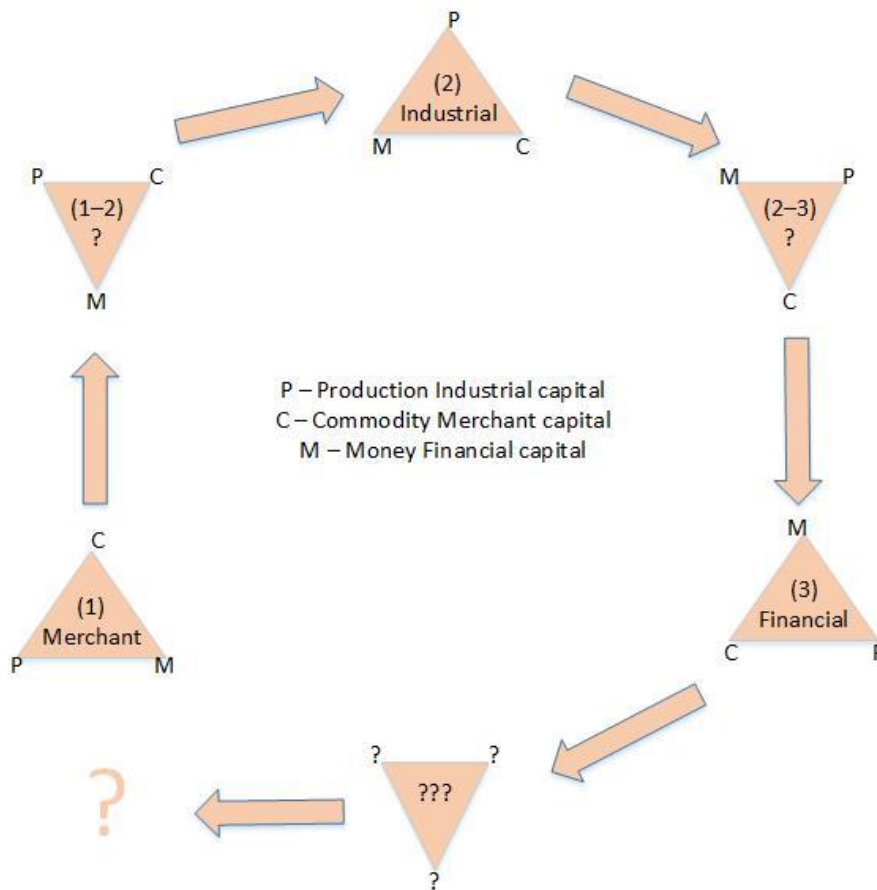 P
(2)
Industrial
M C
P C
(1–2)
?
M
M P
(2–3)
?
C
P – Production Industrial capital
C – Commodity Merchant capital
M – Money Financial capital
C
(1)
Merchant
P M
M
(3)
Financial
C P
? ?
???
?
?